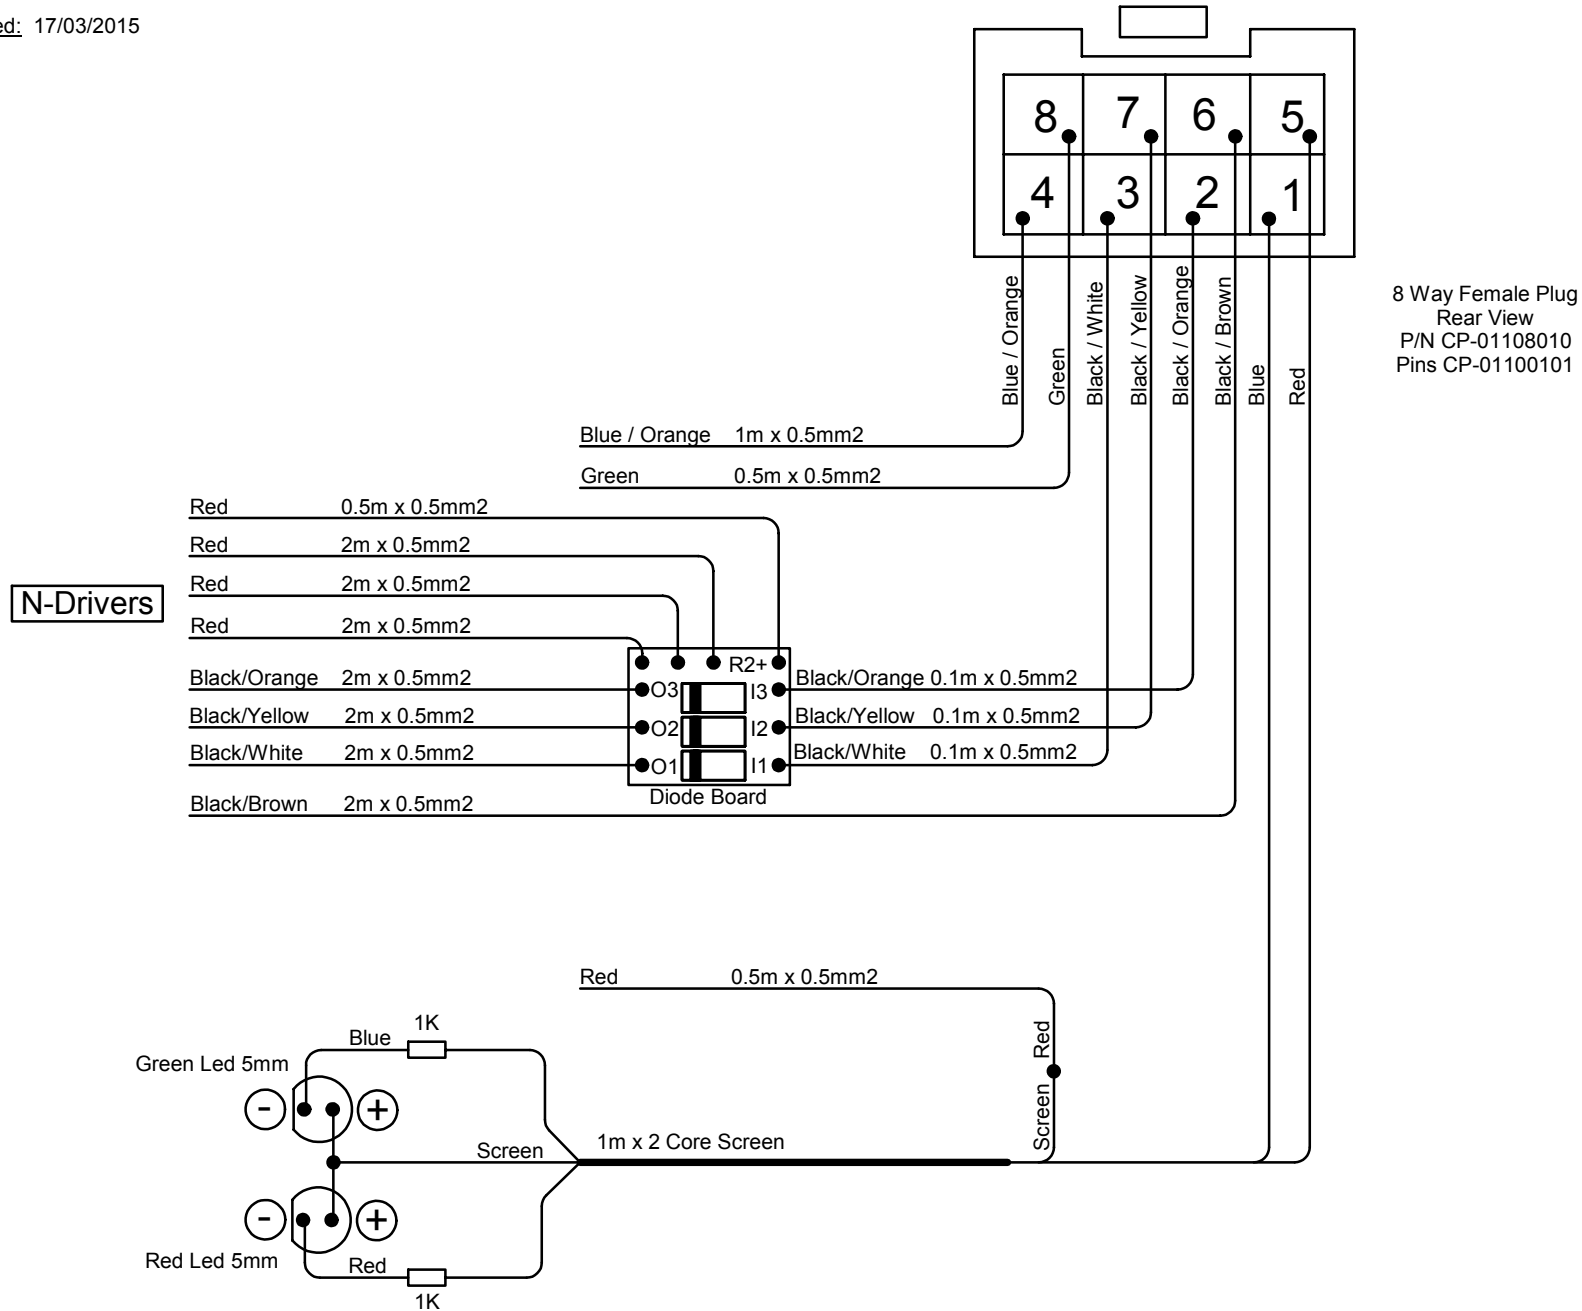 ed: 17/03/2015
8 7 6 5
4 3 2 1
8 Way Female Plug
Rear View
P/N CP-01108010
Pins CP-01100101
Blue / Orange
Green
Black / White
Black / Yellow
Black / Orange
Black / Brown
Blue
Red
Blue / Orange 1m x 0.5mm2
Green 0.5m x 0.5mm2
Red 0.5m x 0.5mm2
Red 2m x 0.5mm2
Red 2m x 0.5mm2
N-Drivers
Red 2m x 0.5mm2
R2+
Black/Orange 2m x 0.5mm2
O3 I3
Black/Orange 0.1m x 0.5mm2
Black/Yellow 2m x 0.5mm2
O2 I2
Black/Yellow 0.1m x 0.5mm2
Black/White 2m x 0.5mm2
O1 I1
Black/White 0.1m x 0.5mm2
Diode Board
Black/Brown 2m x 0.5mm2
Red 0.5m x 0.5mm2
Red
Screen
1K
Blue
Green Led 5mm
- +
Screen
1m x 2 Core Screen
- +
Red Led 5mm
Red
1K